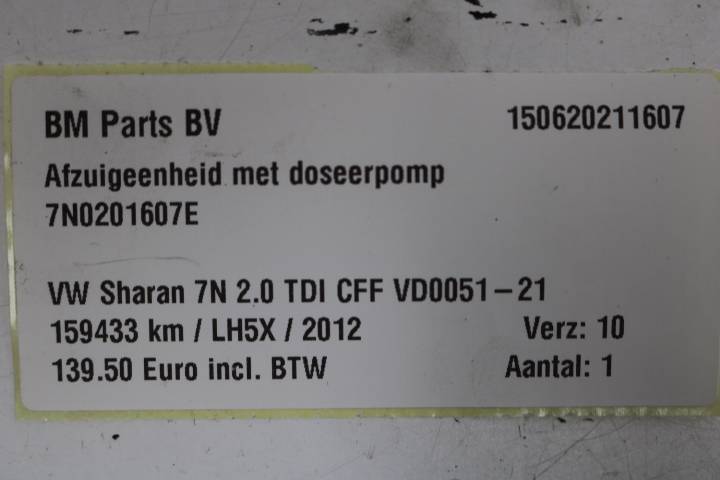 BM Parts BV 150620211607
Afzuigeenheid met doseerpomp
7N0201607E
VW Sharan 7N 2.0 TDI CFF VD0051-21
159433 km / LH5X / 2012 Verz: 10
139.50 Euro incl. BTW Aantal: 1